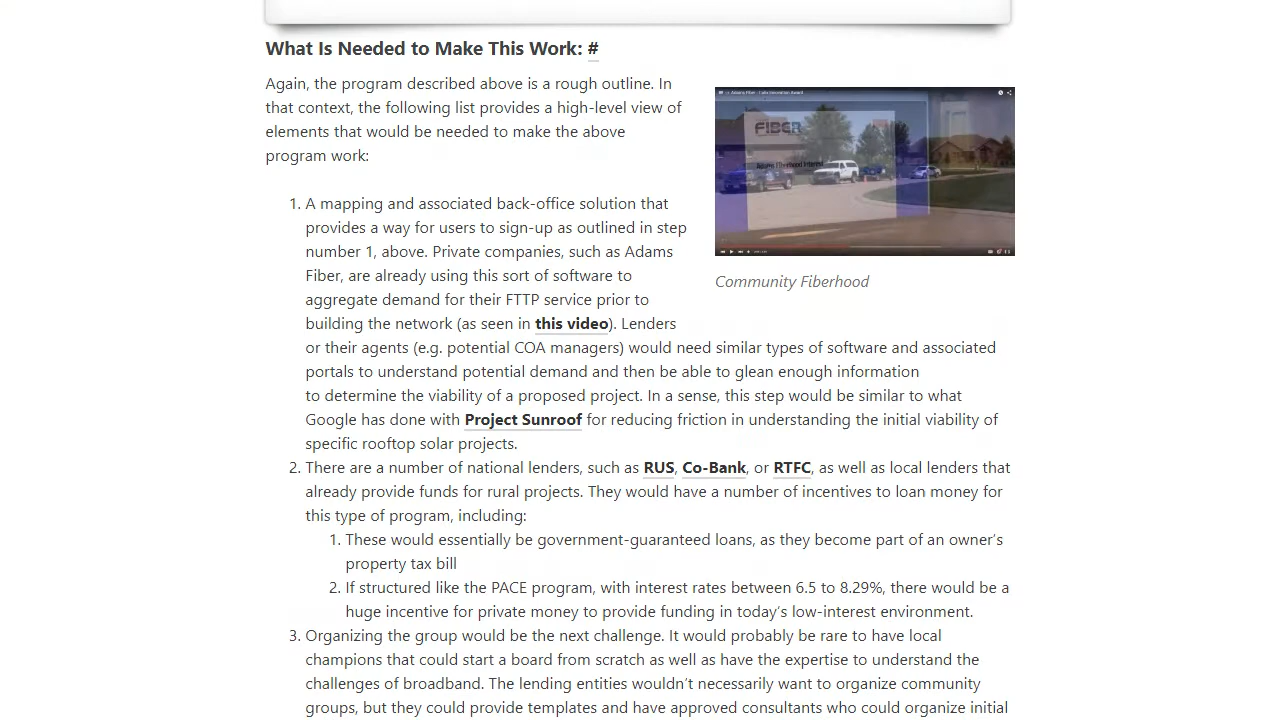 What Is Needed to Make This Work: #
Again, the program described above is a rough outline. In
that context, the following list provides a high-level view of
elements that would be needed to make the above
program work:
FIBER
Community Fiberhood
1. A mapping and associated back-office solution that
provides a way for users to sign-up as outlined in step
number 1, above. Private companies, such as Adams
Fiber, are already using this sort of software to
aggregate demand for their FTTP service prior to
building the network (as seen in this video). Lenders
or their agents (e.g. potential COA managers) would need similar types of software and associated
portals to understand potential demand and then be able to glean enough information
to determine the viability of a proposed project. In a sense, this step would be similar to what
Google has done with Project Sunroof for reducing friction in understanding the initial viability of
specific rooftop solar projects.
2. There are a number of national lenders, such as RUS, Co-Bank, or RTFC, as well as local lenders that
already provide funds for rural projects. They would have a number of incentives to loan money for
this type of program, including:
1. These would essentially be government-guaranteed loans, as they become part of an owner's
property tax bill
2. If structured like the PACE program, with interest rates between 6.5 to 8.29%, there would be a
huge incentive for private money to provide funding in today's low-interest environment.
3. Organizing the group would be the next challenge. It would probably be rare to have local
champions that could start a board from scratch as well as have the expertise to understand the
challenges of broadband. The lending entities wouldn't necessarily want to organize community
groups, but they could provide templates and have approved consultants who could organize initial